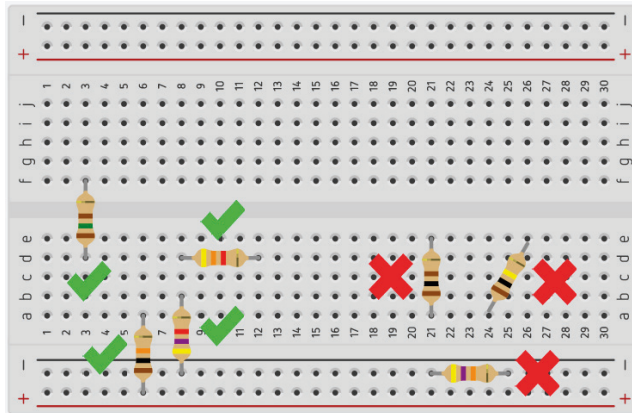 − −
+ +
1 2 3 4 5 6 7 8 9 10 11 12 13 14 15 16 17 18 19 20 21 22 23 24 25 26 27 28 29 30
j j
i i
h h
g g
f f
e e
d d
c c
b b
a a
1 2 3 4 5 6 7 8 9 10 11 12 13 14 15 16 17 18 19 20 21 22 23 24 25 26 27 28 29 30
− −
+ +